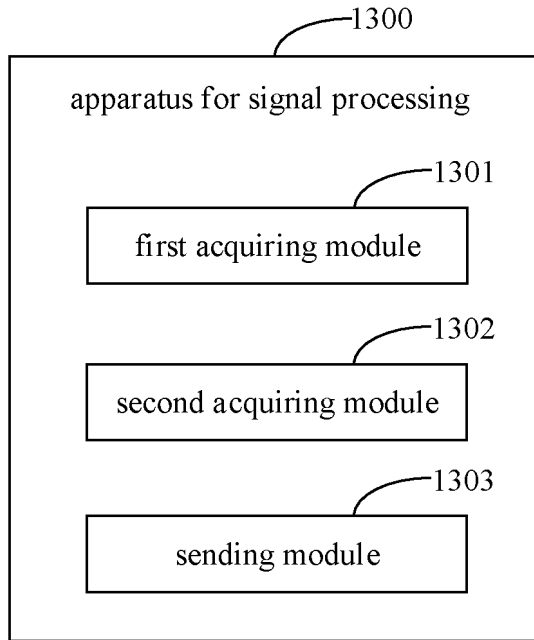 1300
apparatus for signal processing
1301
first acquiring module
1302
second acquiring module
1303
sending module